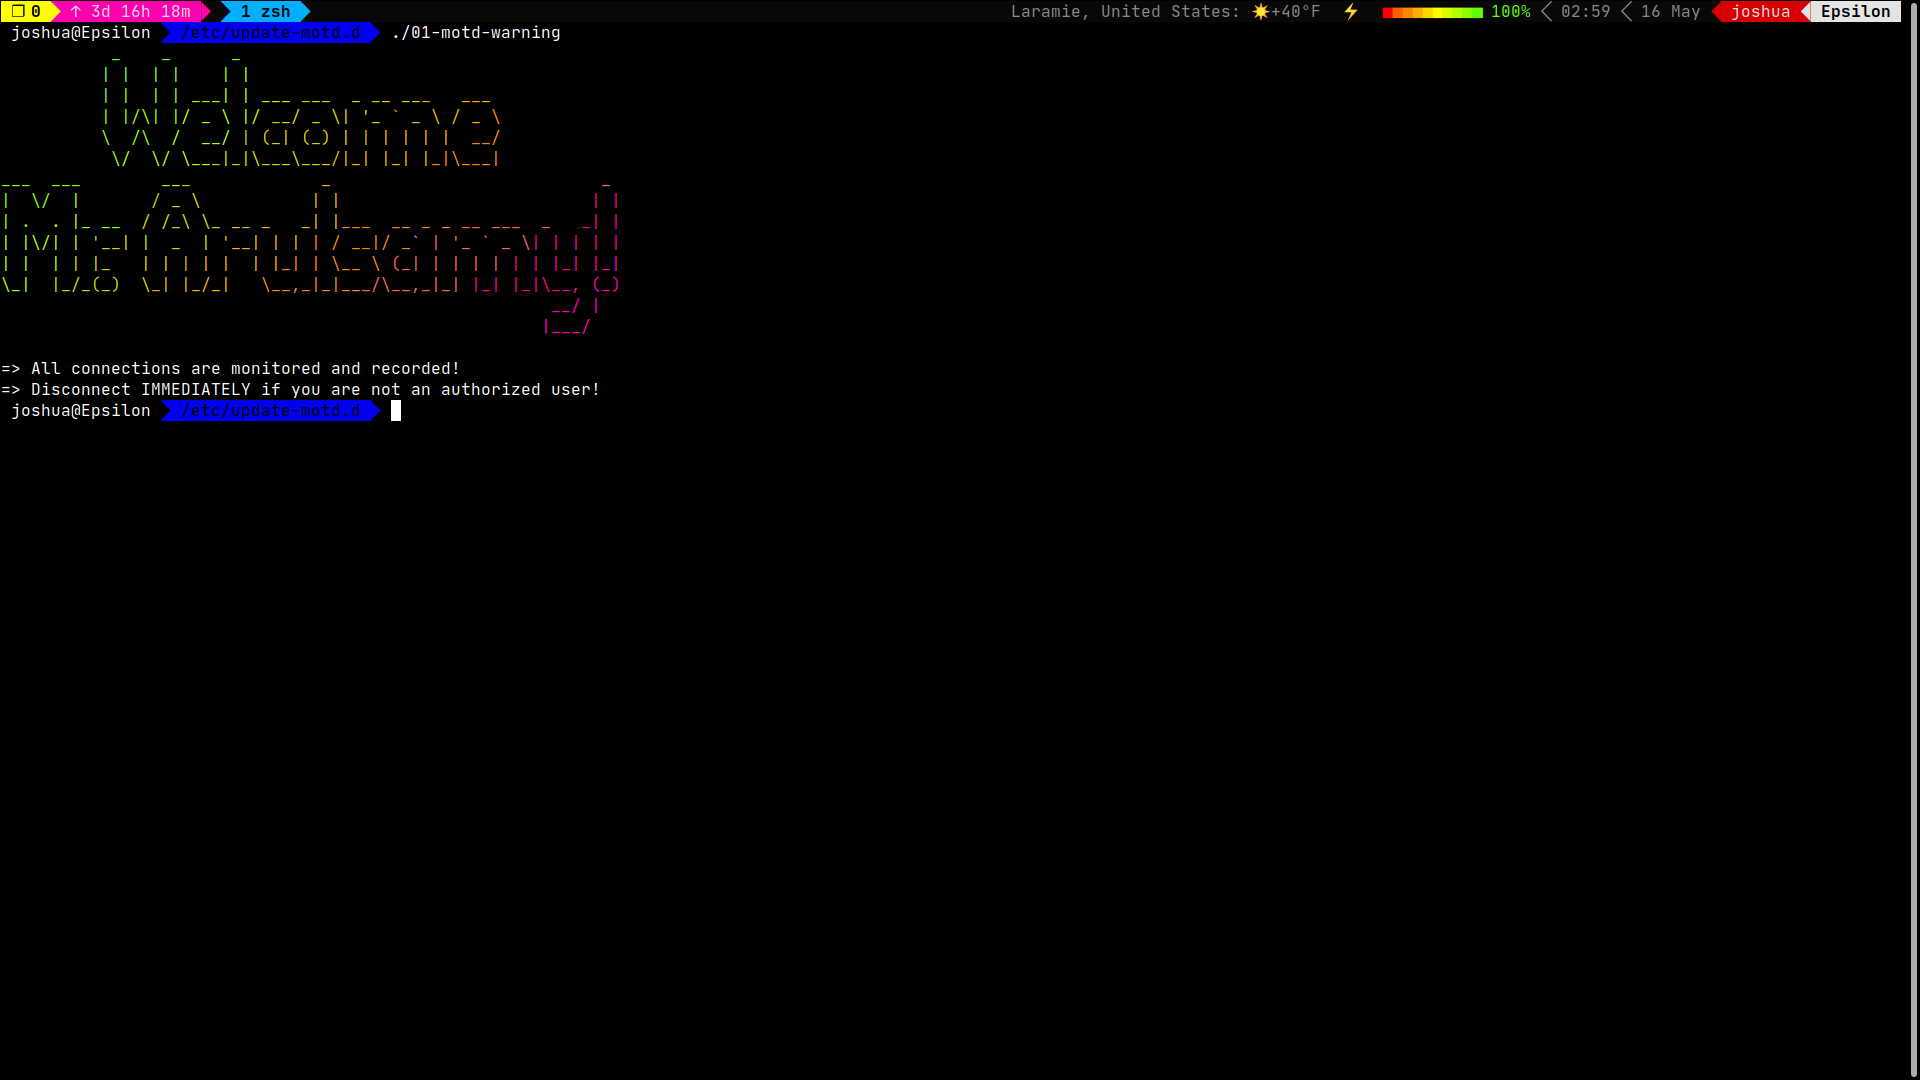 ❐ 0 ↑ 3d 16h 18m 1 zsh Laramie, United States: ☀️+40°F ⚡ 100% 02:59 16 May joshua Epsilon
joshua@Epsilon /etc/update-motd.d ./01-motd-warning
Welcome
Mr.Ardulsamyl
=> All connections are monitored and recorded!
=> Disconnect IMMEDIATELY if you are not an authorized user!
joshua@Epsilon /etc/update-motd.d